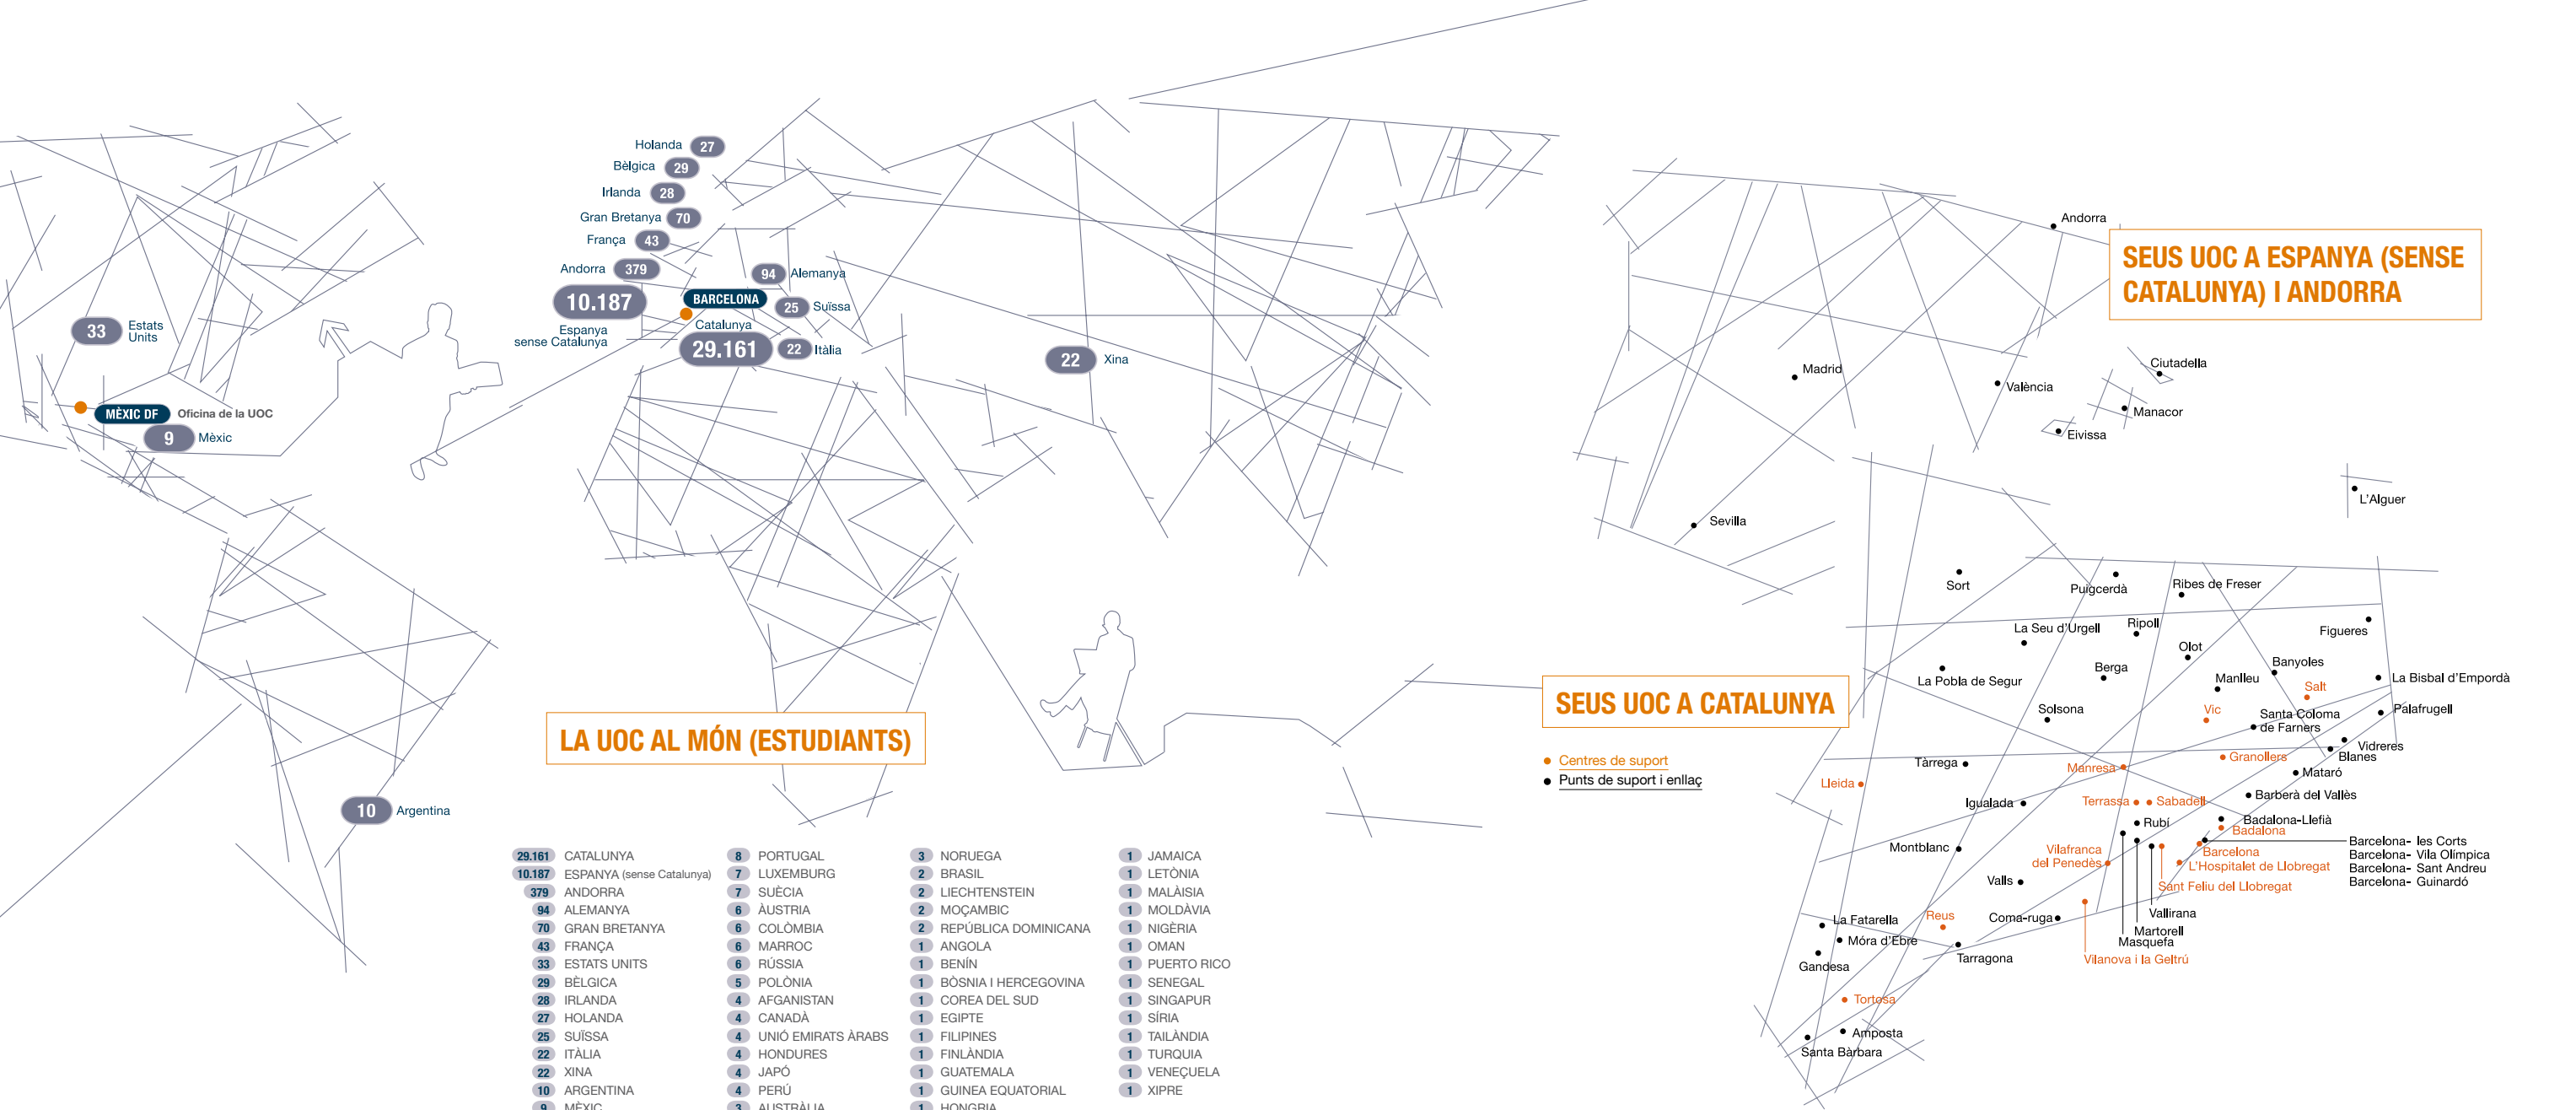 Holanda 27
Bèlgica 29
Irlanda 28
Gran Bretanya 70
França 43
Andorra 379
94 Alemanya
10.187
Espanya
sense Catalunya
BARCELONA
25 Suïssa
Catalunya
29.161
22 Itàlia
33 Estats
Units
MÈXIC DF Oficina de la UOC
9 Mèxic
22 Xina
10 Argentina
LA UOC AL MÓN (ESTUDIANTS)
29.161 CATALUNYA
10.187 ESPANYA (sense Catalunya)
379 ANDORRA
94 ALEMANYA
70 GRAN BRETANYA
43 FRANÇA
33 ESTATS UNITS
29 BÈLGICA
28 IRLANDA
27 HOLANDA
25 SUÏSSA
22 ITÀLIA
22 XINA
10 ARGENTINA
9 MÈXIC
8 PORTUGAL
7 LUXEMBURG
7 SUÈCIA
6 ÀUSTRIA
6 COLÒMBIA
6 MARROC
6 RÚSSIA
5 POLÒNIA
4 AFGANISTAN
4 CANADÀ
4 UNIÓ EMIRATS ÀRABS
4 HONDURES
4 JAPÓ
4 PERÚ
3 AUSTRÀLIA
3 NORUEGA
2 BRASIL
2 LIECHTENSTEIN
2 MOÇAMBIC
2 REPÚBLICA DOMINICANA
1 ANGOLA
1 BENÍN
1 BÒSNIA I HERCEGOVINA
1 COREA DEL SUD
1 EGIPTE
1 FILIPINES
1 FINLÀNDIA
1 GUATEMALA
1 GUINEA EQUATORIAL
1 HONGRIA
1 JAMAICA
1 LETÒNIA
1 MALÀISIA
1 MOLDÀVIA
1 NIGÈRIA
1 OMAN
1 PUERTO RICO
1 SENEGAL
1 SINGAPUR
1 SÍRIA
1 TAILÀNDIA
1 TURQUIA
1 VENEÇUELA
1 XIPRE
SEUS UOC A ESPANYA (SENSE
CATALUNYA) I ANDORRA
Andorra
Madrid
València
Ciutadella
Manacor
Eivissa
L'Alguer
Sevilla
SEUS UOC A CATALUNYA
Centres de suport
Punts de suport i enllaç
Sort
Puigcerdà
Ribes de Freser
La Seu d'Urgell
Ripoll
Figueres
Olot
Berga
Banyoles
La Pobla de Segur
Manlleu
Salt
La Bisbal d'Empordà
Solsona
Vic
Santa Coloma
de Farners
Palafrugell
Vidreres
Blanes
Tàrrega
Manresa
Granollers
Mataró
Lleida
Igualada
Terrassa
Sabadell
Barberà del Vallès
Rubí
Badalona-Llefià
Badalona
Montblanc
Vilafranca
del Penedès
Barcelona
L'Hospitalet de Llobregat
Barcelona- les Corts
Barcelona- Vila Olímpica
Barcelona- Sant Andreu
Barcelona- Guinardó
Valls
Sant Feliu del Llobregat
La Fatarella
Reus
Coma-ruga
Vallirana
Martorell
Masquefa
Móra d'Ebre
Gandesa
Tarragona
Vilanova i la Geltrú
Tortosa
Amposta
Santa Bàrbara